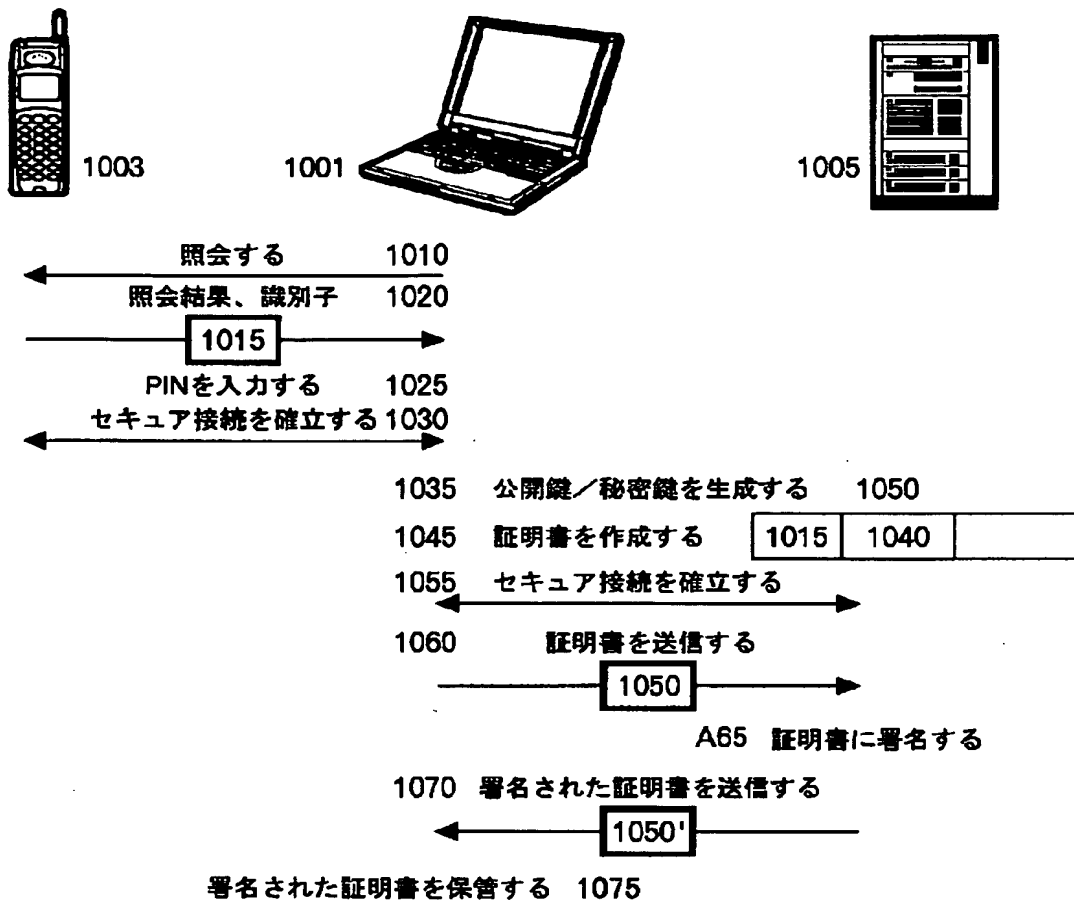 1003
1001
1005
照会する 1010
照会結果、識別子 1020
1015
PINを入力する 1025
セキュア接続を確立する 1030
1035 公開鍵/秘密鍵を生成する 1050
1045 証明書を作成する 1015 1040
1055 セキュア接続を確立する
1060 証明書を送信する
1050
A65 証明書に署名する
1070 署名された証明書を送信する
1050'
署名された証明書を保管する 1075